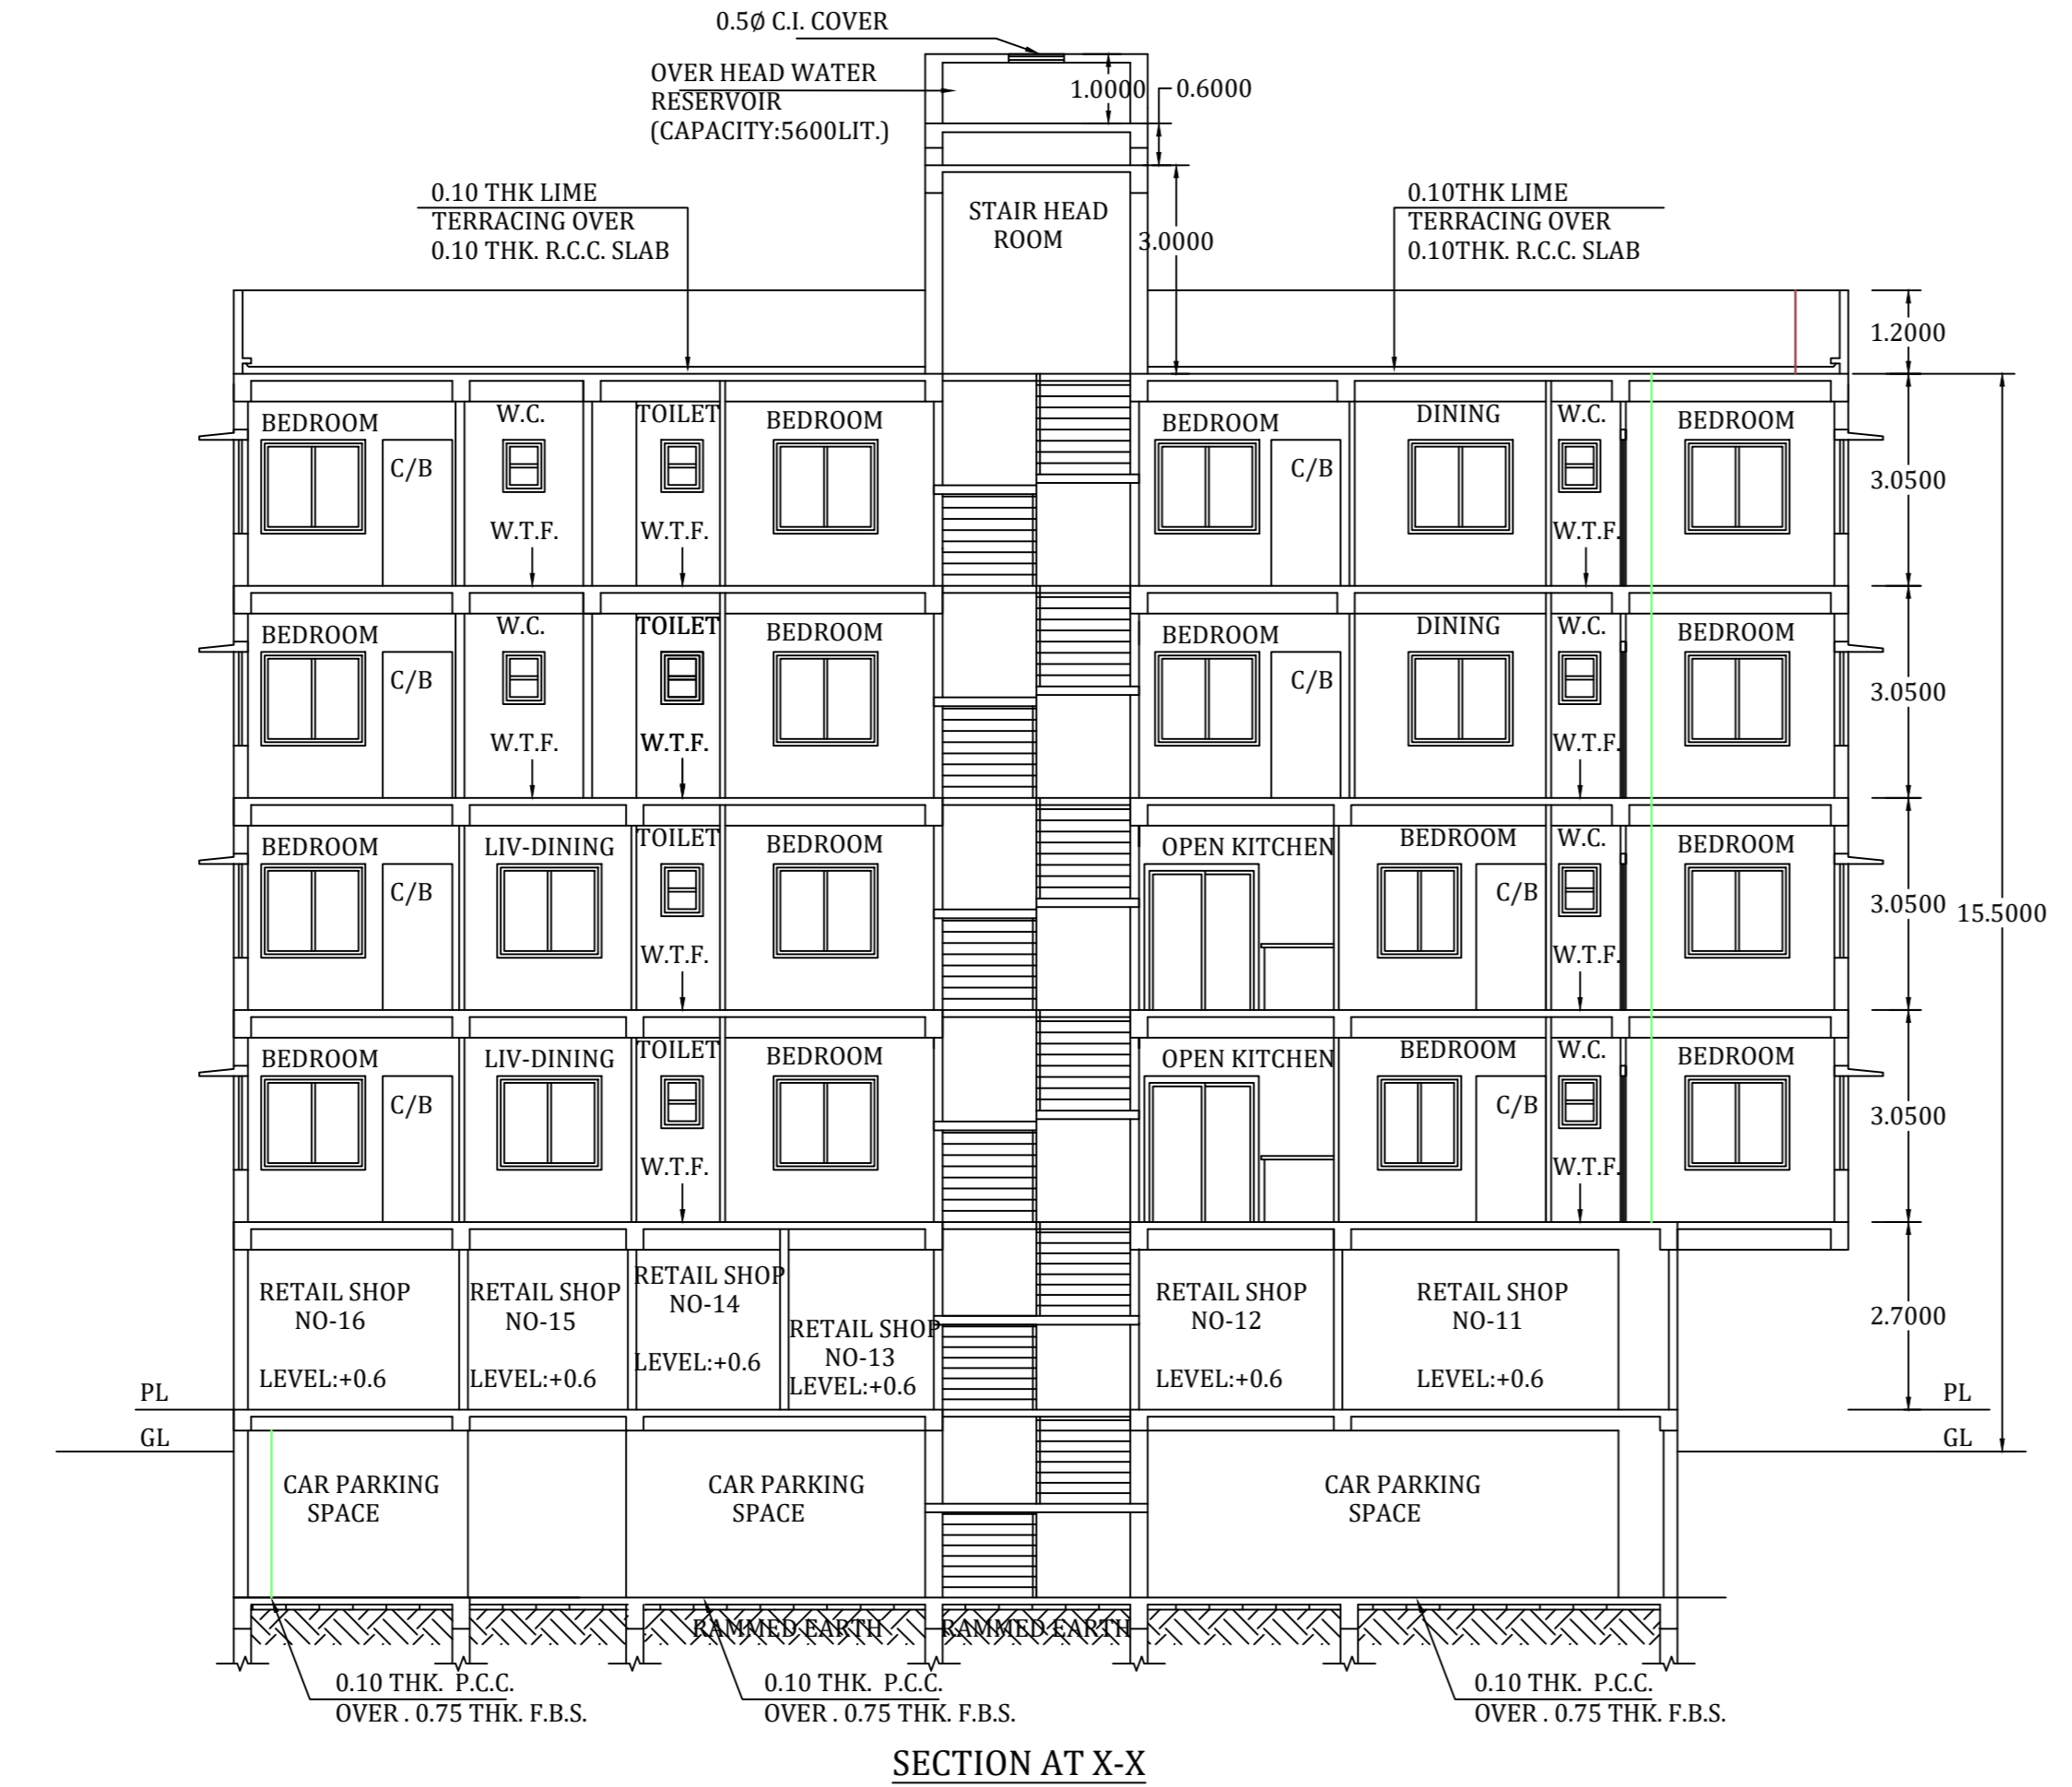 0.5Ø C.I. COVER
OVER HEAD WATER
RESERVOIR
(CAPACITY:5600LIT.)
1.0000
0.6000
0.10 THK LIME
TERRACING OVER
0.10 THK. R.C.C. SLAB
STAIR HEAD
ROOM
3.0000
0.10THK LIME
TERRACING OVER
0.10THK. R.C.C. SLAB
1.2000
BEDROOM
C/B
W.C.
W.T.F.
TOILET
W.T.F.
BEDROOM
BEDROOM
C/B
DINING
W.C.
W.T.F.
BEDROOM
3.0500
BEDROOM
C/B
W.C.
W.T.F.
TOILET
W.T.F.
BEDROOM
BEDROOM
C/B
DINING
W.C.
W.T.F.
BEDROOM
3.0500
BEDROOM
C/B
LIV-DINING
TOILET
W.T.F.
BEDROOM
OPEN KITCHEN
BEDROOM
C/B
W.C.
W.T.F.
BEDROOM
3.0500
15.5000
BEDROOM
C/B
LIV-DINING
TOILET
W.T.F.
BEDROOM
OPEN KITCHEN
BEDROOM
C/B
W.C.
W.T.F.
BEDROOM
3.0500
RETAIL SHOP
NO-16
LEVEL:+0.6
RETAIL SHOP
NO-15
LEVEL:+0.6
RETAIL SHOP
NO-14
LEVEL:+0.6
RETAIL SHOP
NO-13
LEVEL:+0.6
RETAIL SHOP
NO-12
LEVEL:+0.6
RETAIL SHOP
NO-11
LEVEL:+0.6
2.7000
PL
PL
GL
GL
CAR PARKING
SPACE
CAR PARKING
SPACE
CAR PARKING
SPACE
RAMMED EARTH
RAMMED EARTH
0.10 THK. P.C.C.
OVER . 0.75 THK. F.B.S.
0.10 THK. P.C.C.
OVER . 0.75 THK. F.B.S.
0.10 THK. P.C.C.
OVER . 0.75 THK. F.B.S.
SECTION AT X-X